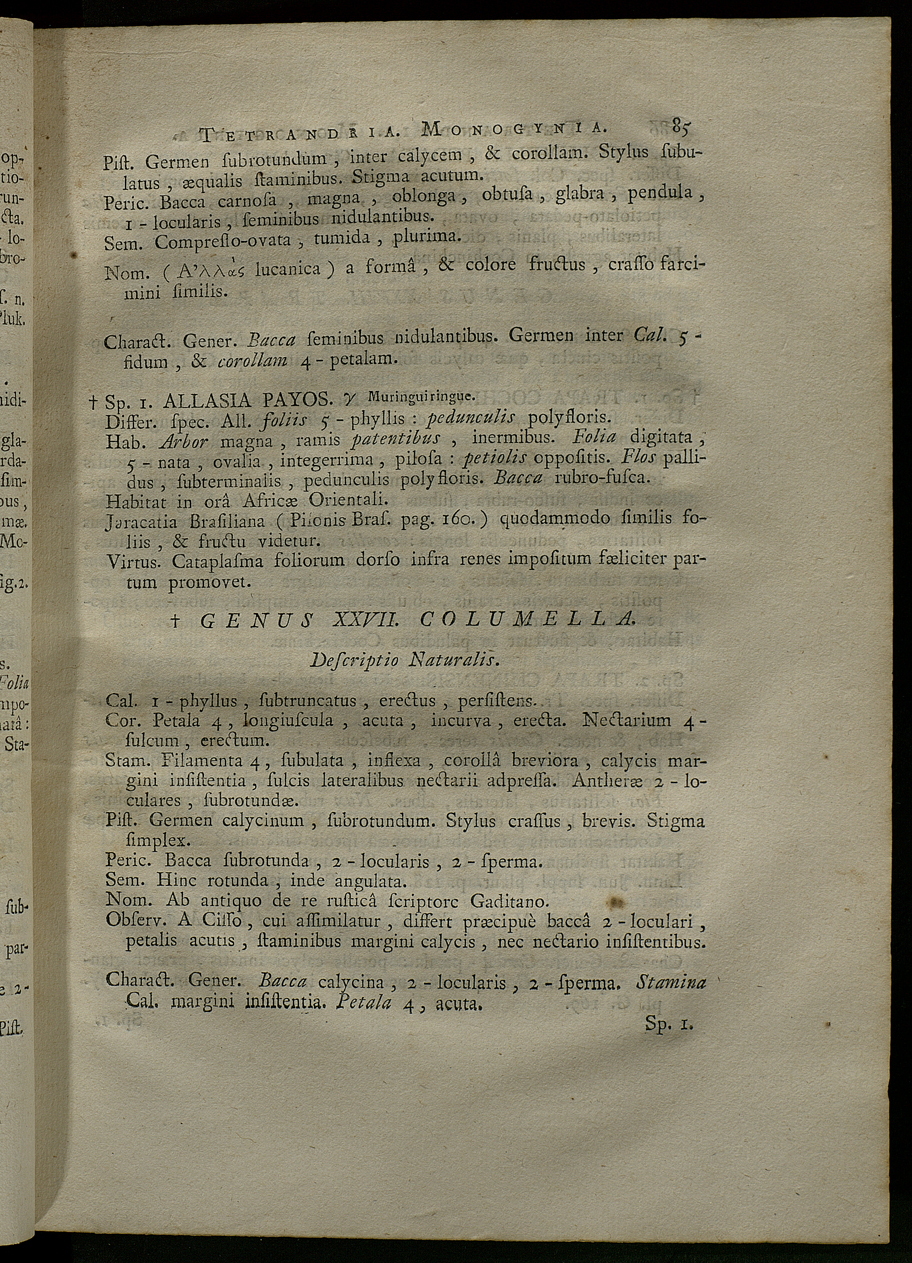 TETRANDRIA. MONOGYNIA. 85
Piſt. Germen ſubrotundum, inter calycem, & corollam. Stylus ſubu-
latus, æqualis ſtaminibus. Stigma acutum.
Peric. Bacca carnoſa, magna, oblonga, obtuſa, glabra, pendula,
1-locularis, ſeminibus nidulantibus.
Sem. Compreſſo-ovata, tumida, plurima.
Nom. (A'λλὰς lucanica) a formâ, & colore fructus, craſſo farci-
mini ſimilis.
Charact. Gener. Bacca ſeminibus nidulantibus. Germen inter Cal. 5-
fidum, & corollam 4-petalam.
† Sp. 1. ALLASIA PAYOS. γ Muringuiringue.
Differ. ſpec. All. foliis 5-phyllis: pedunculis polyfloris.
Hab. Arbor magna, ramis patentibus, inermibus. Folia digitata,
5-nata, ovalia, integerrima, piloſa: petiolis oppoſitis. Flos palli-
dus, ſubterminalis, pedunculis polyfloris. Bacca rubro-fuſca.
Habitat in orâ Africæ Orientali.
Jaracatia Braſiliana (Piſonis Braſ. pag. 160.) quodammodo ſimilis fo-
liis, & fructu videtur.
Virtus. Cataplaſma foliorum dorſo infra renes impoſitum fæliciter par-
tum promovet.
† GENUS XXVII. COLUMELLA.
Deſcriptio Naturalis.
Cal. 1-phyllus, ſubtruncatus, erectus, perſiſtens.
Cor. Petala 4, longiuſcula, acuta, incurva, erecta. Nectarium 4-
ſulcum, erectum.
Stam. Filamenta 4, ſubulata, inflexa, corollâ breviora, calycis mar-
gini inſiſtentia, ſulcis lateralibus nectarii adpreſſa. Antheræ 2-lo-
culares, ſubrotundæ.
Piſt. Germen calycinum, ſubrotundum. Stylus craſſus, brevis. Stigma
ſimplex.
Peric. Bacca ſubrotunda, 2-locularis, 2-ſperma.
Sem. Hinc rotunda, inde angulata.
Nom. Ab antiquo de re ruſticâ ſcriptore Gaditano.
Obſerv. A Ciſſo, cui aſſimilatur, differt præcipuè baccâ 2-loculari,
petalis acutis, ſtaminibus margini calycis, nec nectario inſiſtentibus.
Charact. Gener. Bacca calycina, 2-locularis, 2-ſperma. Stamina
Cal. margini inſiſtentia. Petala 4, acuta.
Sp. 1.